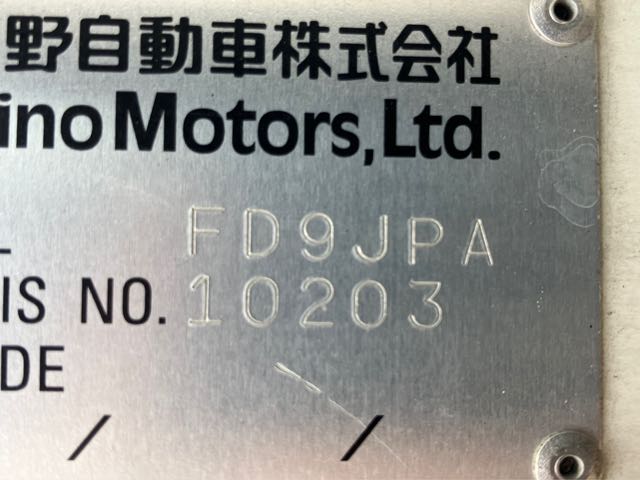 野自動車株式会社
ino Motors, Ltd.
L FD9JPA
IS NO. 10203
DE
/ /